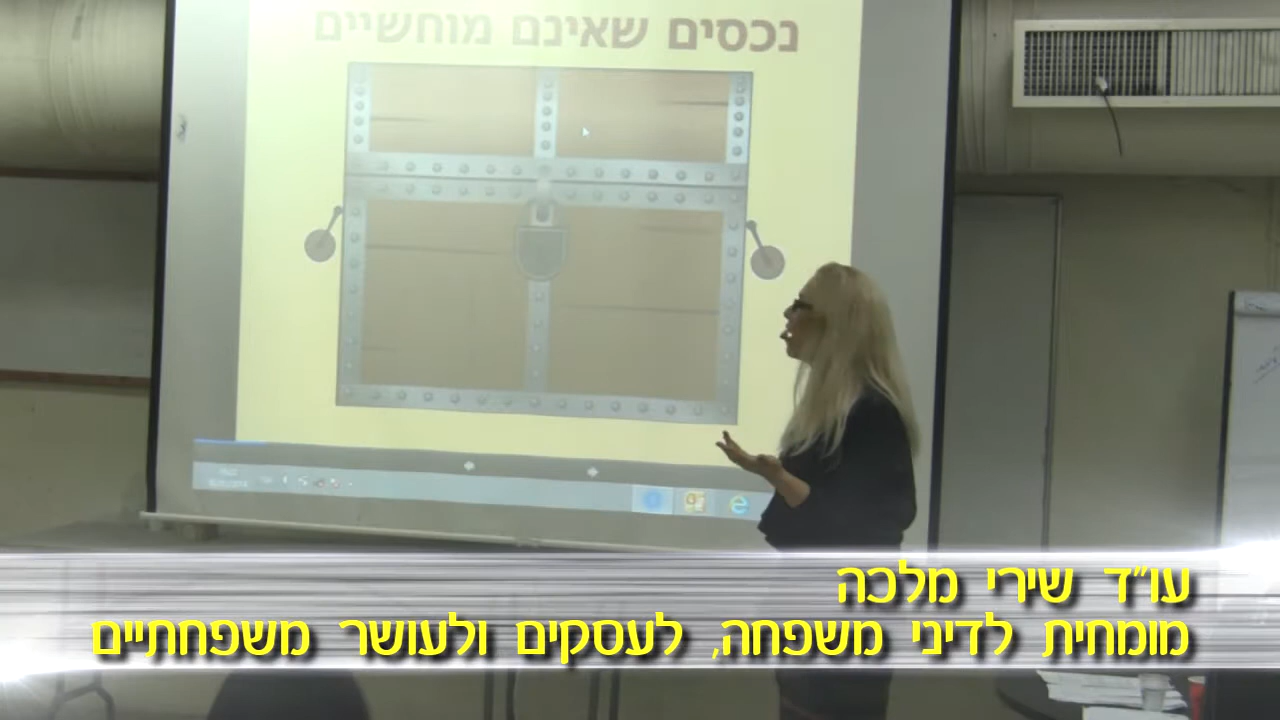 נכסים שאינם מוחשיים
עו"ד שירי מלכה
מומחית לדיני משפחה, לעסקים ולעושר משפחתיים